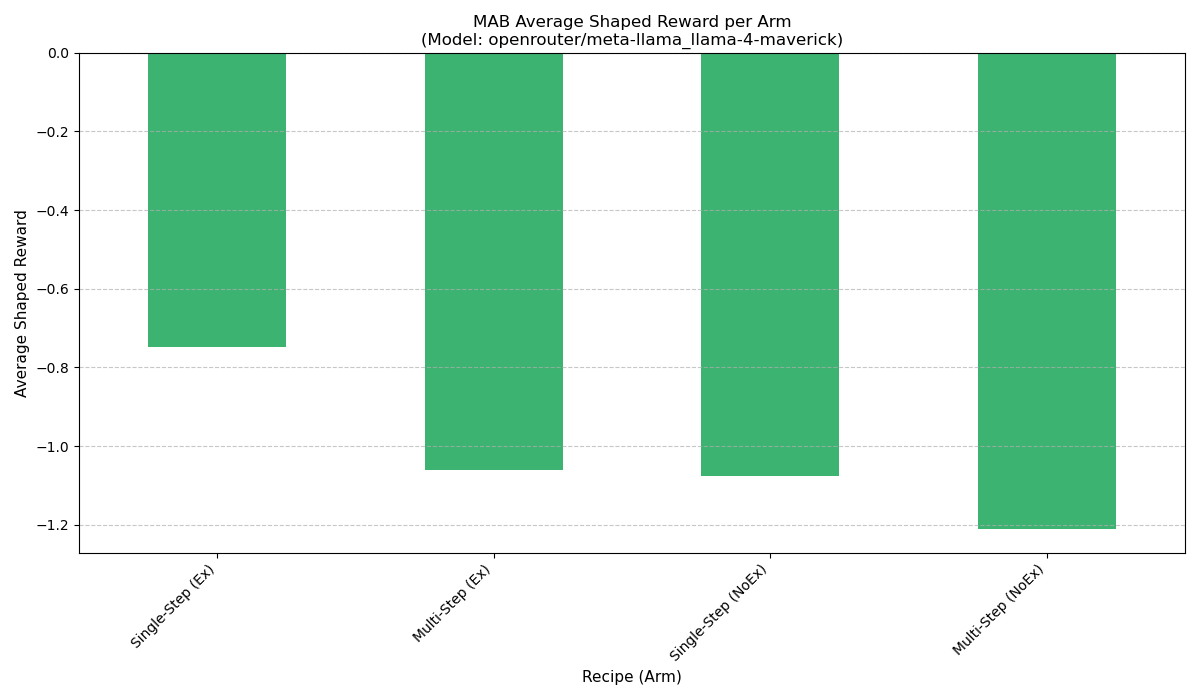 MAB Average Shaped Reward per Arm
(Model: openrouter/meta-llama_llama-4-maverick)
Average Shaped Reward
0.0
−0.2
−0.4
−0.6
−0.8
−1.0
−1.2
Single-Step (Ex)
Multi-Step (Ex)
Single-Step (NoEx)
Multi-Step (NoEx)
Recipe (Arm)